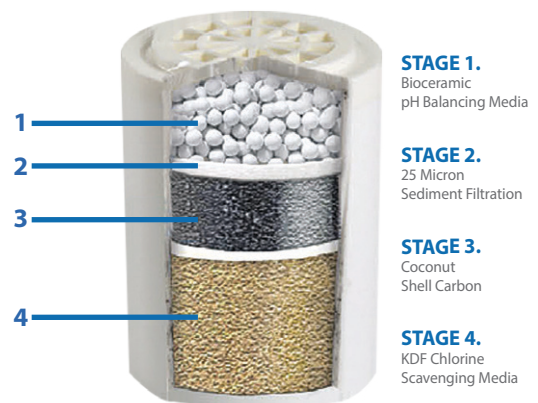 1
2
3
4
STAGE 1.
Bioceramic
pH Balancing Media
STAGE 2.
25 Micron
Sediment Filtration
STAGE 3.
Coconut
Shell Carbon
STAGE 4.
KDF Chlorine
Scavenging Media